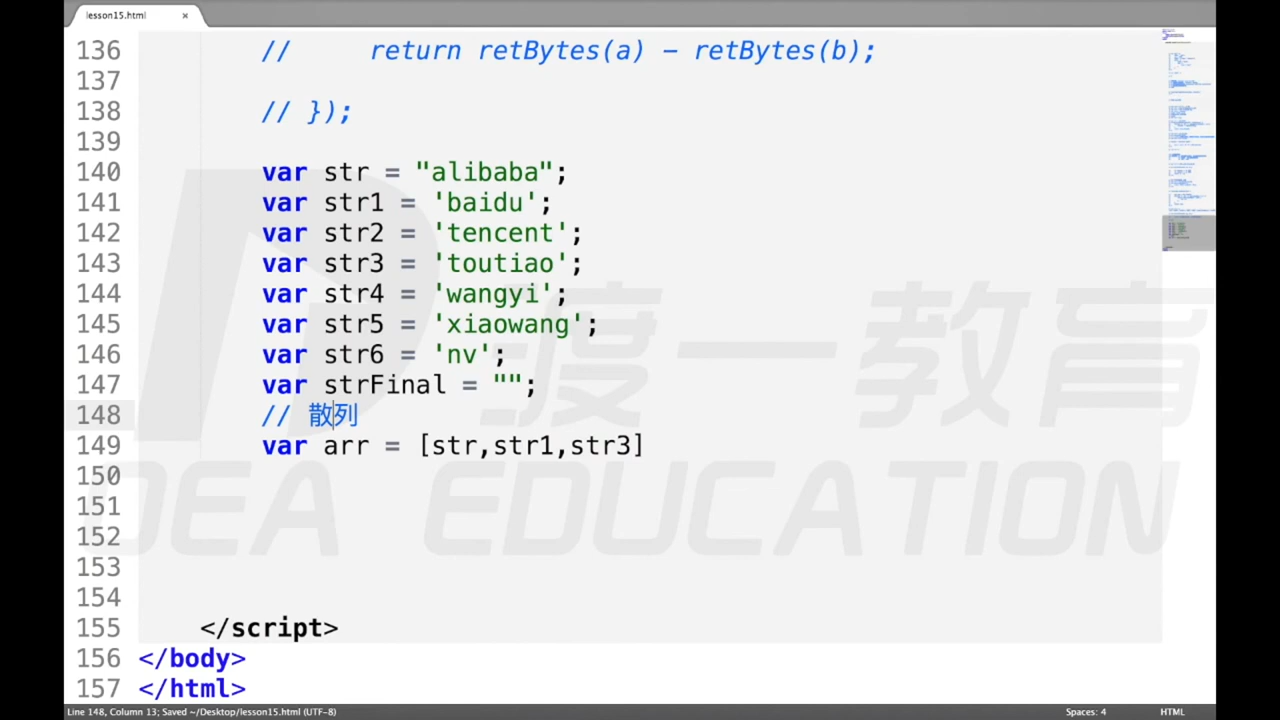 lesson15.html ×
136 // return retBytes(a) - retBytes(b);
137
138 // });
139
140 var str = "alibaba";
141 var str1 = 'baidu';
142 var str2 = 'tencent';
143 var str3 = 'toutiao';
144 var str4 = 'wangyi';
145 var str5 = 'xiaowang';
146 var str6 = 'nv';
147 var strFinal = "";
148 // 散列
149 var arr = [str,str1,str3]
150
151
152
153
154
155 </script>
156 </body>
157 </html>
渡一教育
DEA EDUCATION
Line 148, Column 13; Saved ~/Desktop/lesson15.html (UTF-8)
Spaces: 4
HTML